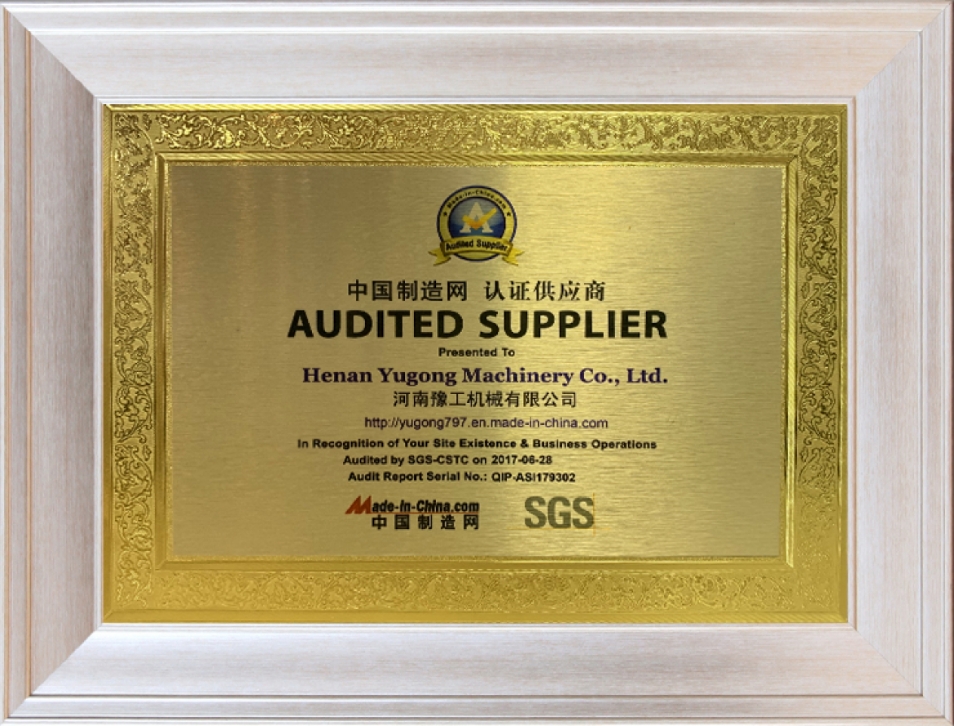 Made-in-China.com
A
Audited Supplier
中国制造网 认证供应商
AUDITED SUPPLIER
Presented To
Henan Yugong Machinery Co., Ltd.
河南豫工机械有限公司
http://yugong797.en.made-in-china.com
In Recognition of Your Site Existence & Business Operations
Audited by SGS-CSTC on 2017-06-28
Audit Report Serial No.: QIP-ASI179302
Made-in-China.com
中国制造网
SGS